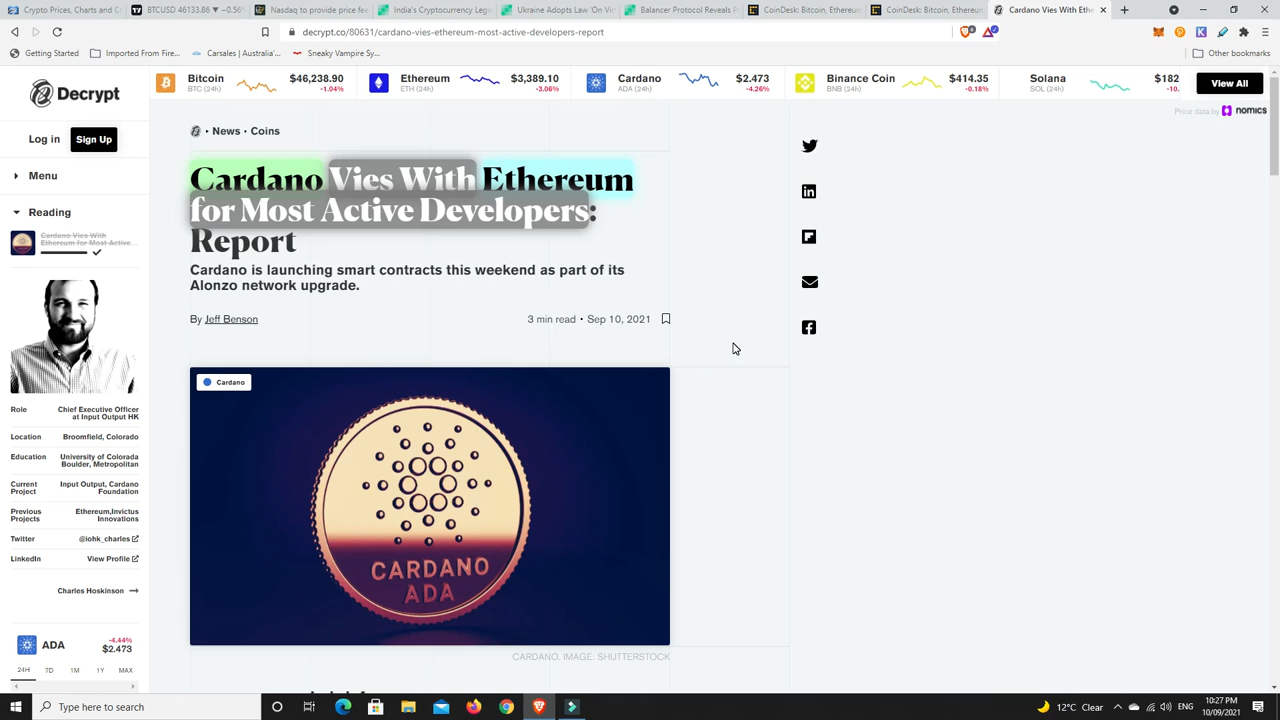 Crypto Prices, Charts and Crypt
BTCUSD 46133.86 ▼ −0.56%
Nasdaq to provide price fee
India's Cryptocurrency Legi
Ukraine Adopts Law 'On Vir
Balancer Protocol Reveals P
CoinDesk: Bitcoin, Ethereum
CoinDesk: Bitcoin, Ethereum
Cardano Vies With Ethe
decrypt.co/80631/cardano-vies-ethereum-most-active-developers-report
Getting Started
Imported From Fire...
Carsales | Australia'...
Sneaky Vampire Sy...
Other bookmarks
Decrypt
Bitcoin
BTC (24h)
$46,238.90
-1.04%
Ethereum
ETH (24h)
$3,389.10
-3.06%
Cardano
ADA (24h)
$2.473
-4.26%
Binance Coin
BNB (24h)
$414.35
-0.18%
Solana
SOL (24h)
$182
-10.
View All
Price data by nomics
Log in
Sign Up
Menu
Reading
Cardano Vies With
Ethereum for Most Active...
Role
Chief Executive Officer
at Input Output HK
Location
Broomfield, Colorado
Education
University of Colorada
Boulder, Metropolitan
Current
Project
Input Output, Cardano
Foundation
Previous
Projects
Ethereum,Invictus
Innovations
Twitter
@iohk_charles
LinkedIn
View Profile
Charles Hoskinson
ADA
-4.44%
$2.473
24H
7D
1M
1Y
MAX
News
Coins
Cardano Vies With Ethereum
for Most Active Developers:
Report
Cardano is launching smart contracts this weekend as part of its
Alonzo network upgrade.
By Jeff Benson
3 min read • Sep 10, 2021
Cardano
CARDANO
ADA
CARDANO. IMAGE: SHUTTERSTOCK
Type here to search
12°C Clear
ENG
10:27 PM
10/09/2021